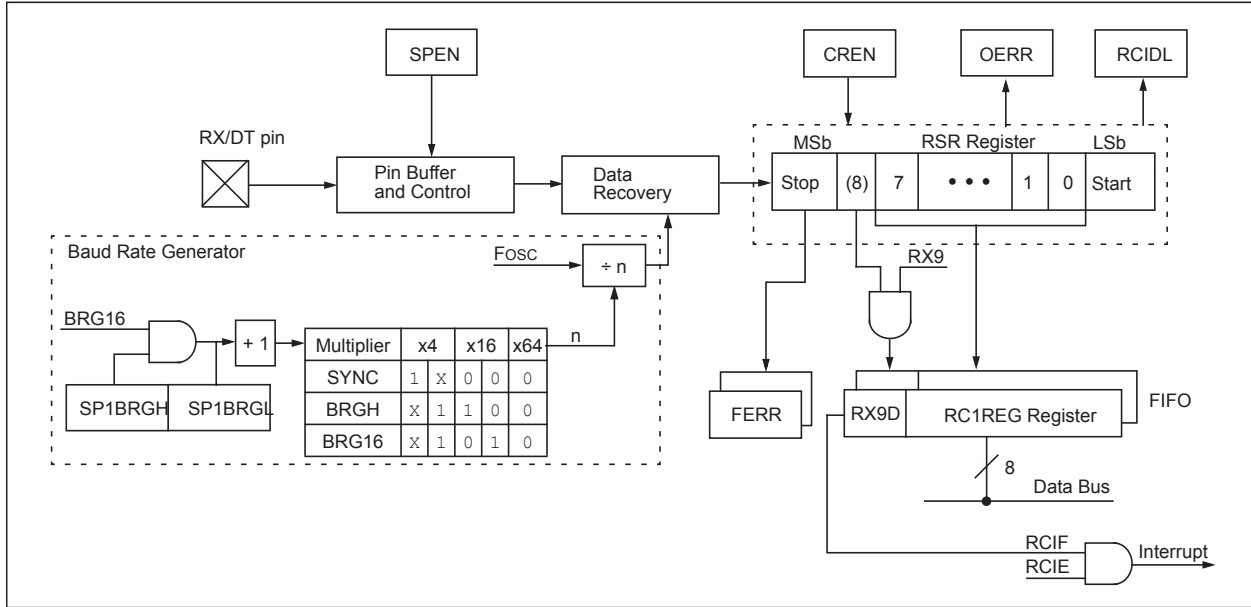 SPEN
CREN
OERR
RCIDL
RX/DT pin
Pin Buffer
and Control
Data
Recovery
MSb
RSR Register
LSb
Stop
(8)
7
• • •
1
0
Start
Baud Rate Generator
FOSC
÷ n
RX9
BRG16
+ 1
n
Multiplier x4 x16 x64
SYNC 1 X 0 0 0
BRGH X 1 1 0 0
BRG16 X 1 0 1 0
SP1BRGH
SP1BRGL
FERR
RX9D
RC1REG Register
FIFO
8
Data Bus
RCIF
RCIE
Interrupt